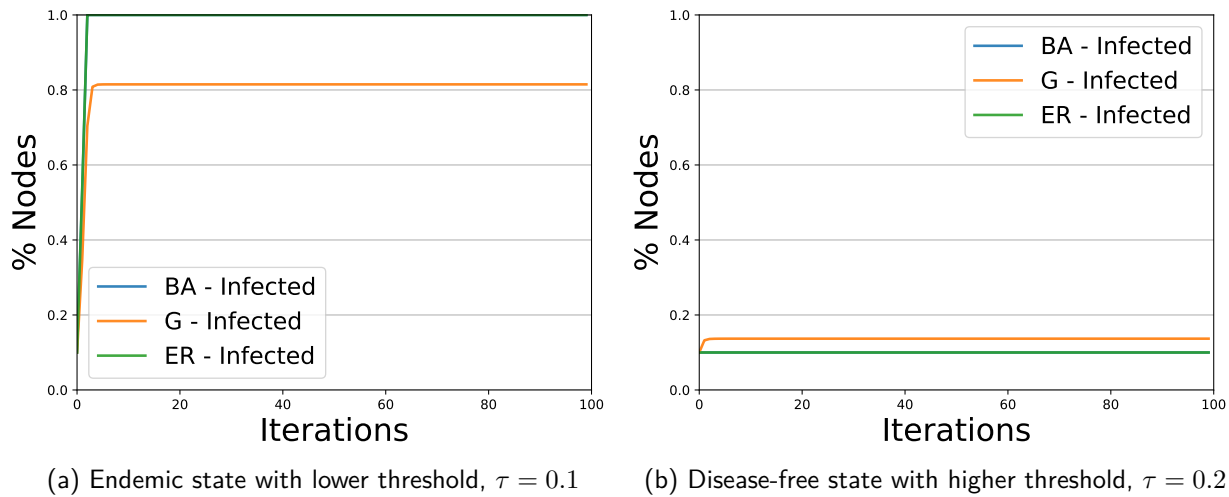 1.0
0.8
0.6
0.4
0.2
0.0
% Nodes
BA - Infected
G - Infected
ER - Infected
0 20 40 60 80 100
Iterations
(a) Endemic state with lower threshold, τ = 0.1
1.0
0.8
0.6
0.4
0.2
0.0
% Nodes
BA - Infected
G - Infected
ER - Infected
0 20 40 60 80 100
Iterations
(b) Disease-free state with higher threshold, τ = 0.2